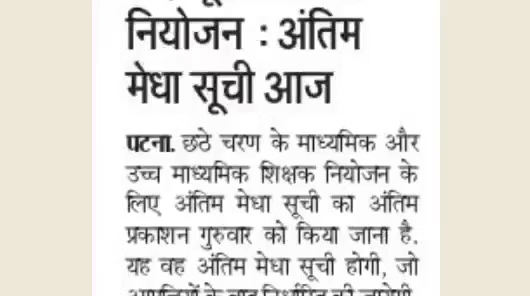 नियोजन : अंतिम
मेधा सूची आज
पटना. छठे चरण के माध्यमिक और
उच्च माध्यमिक शिक्षक नियोजन के
लिए अंतिम मेधा सूची का अंतिम
प्रकाशन गुरुवार को किया जाना है.
यह वह अंतिम मेधा सूची होगी, जो